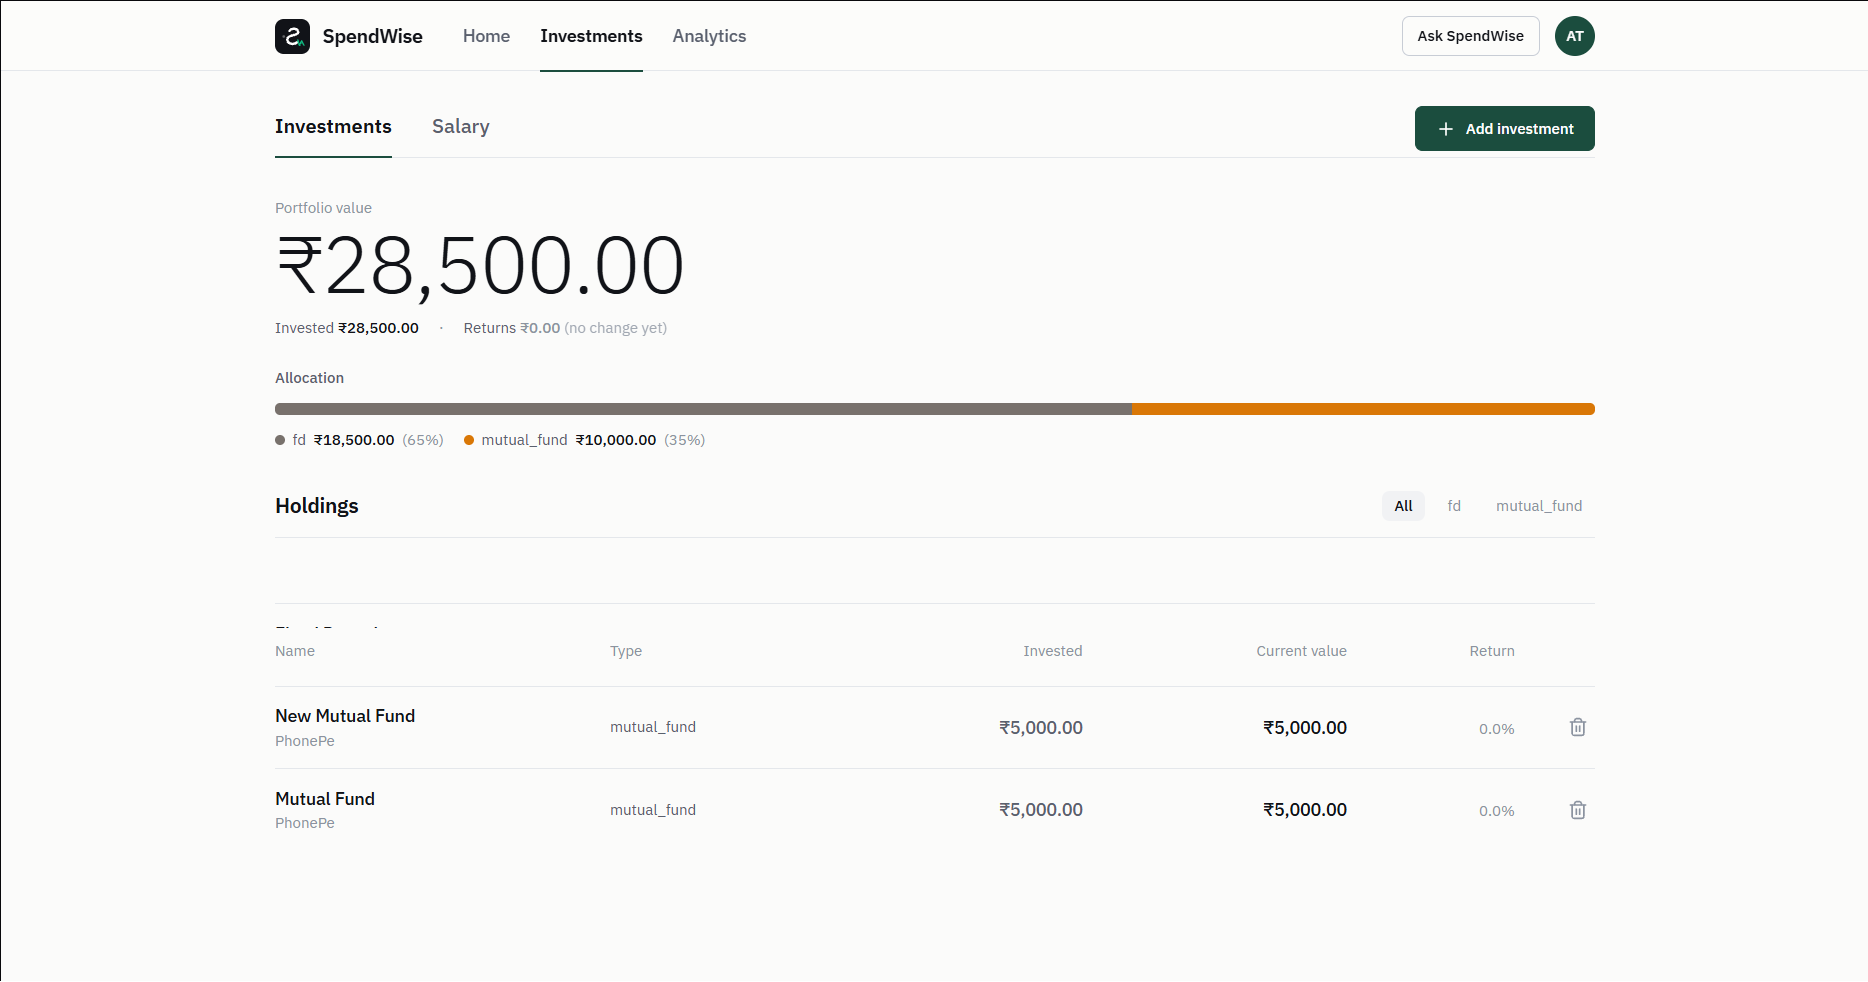 SpendWise Home Investments Analytics Ask SpendWise AT
Investments Salary + Add investment
Portfolio value
₹28,500.00
Invested ₹28,500.00 · Returns ₹0.00 (no change yet)
Allocation
fd ₹18,500.00 (65%) mutual_fund ₹10,000.00 (35%)
Holdings All fd mutual_fund
Name Type Invested Current value Return
New Mutual Fund
PhonePe
mutual_fund ₹5,000.00 ₹5,000.00 0.0%
Mutual Fund
PhonePe
mutual_fund ₹5,000.00 ₹5,000.00 0.0%